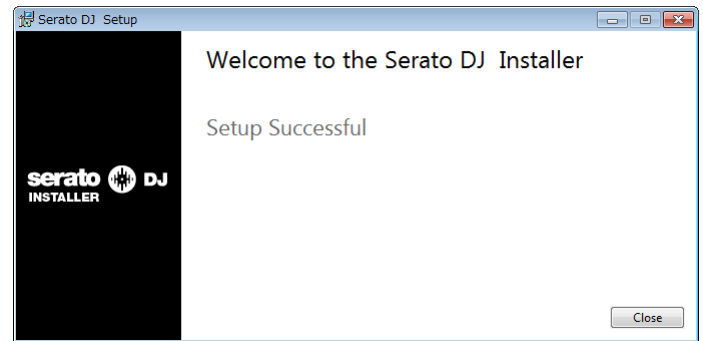 Serato DJ Setup
Welcome to the Serato DJ Installer
Setup Successful
serato DJ
INSTALLER
Close